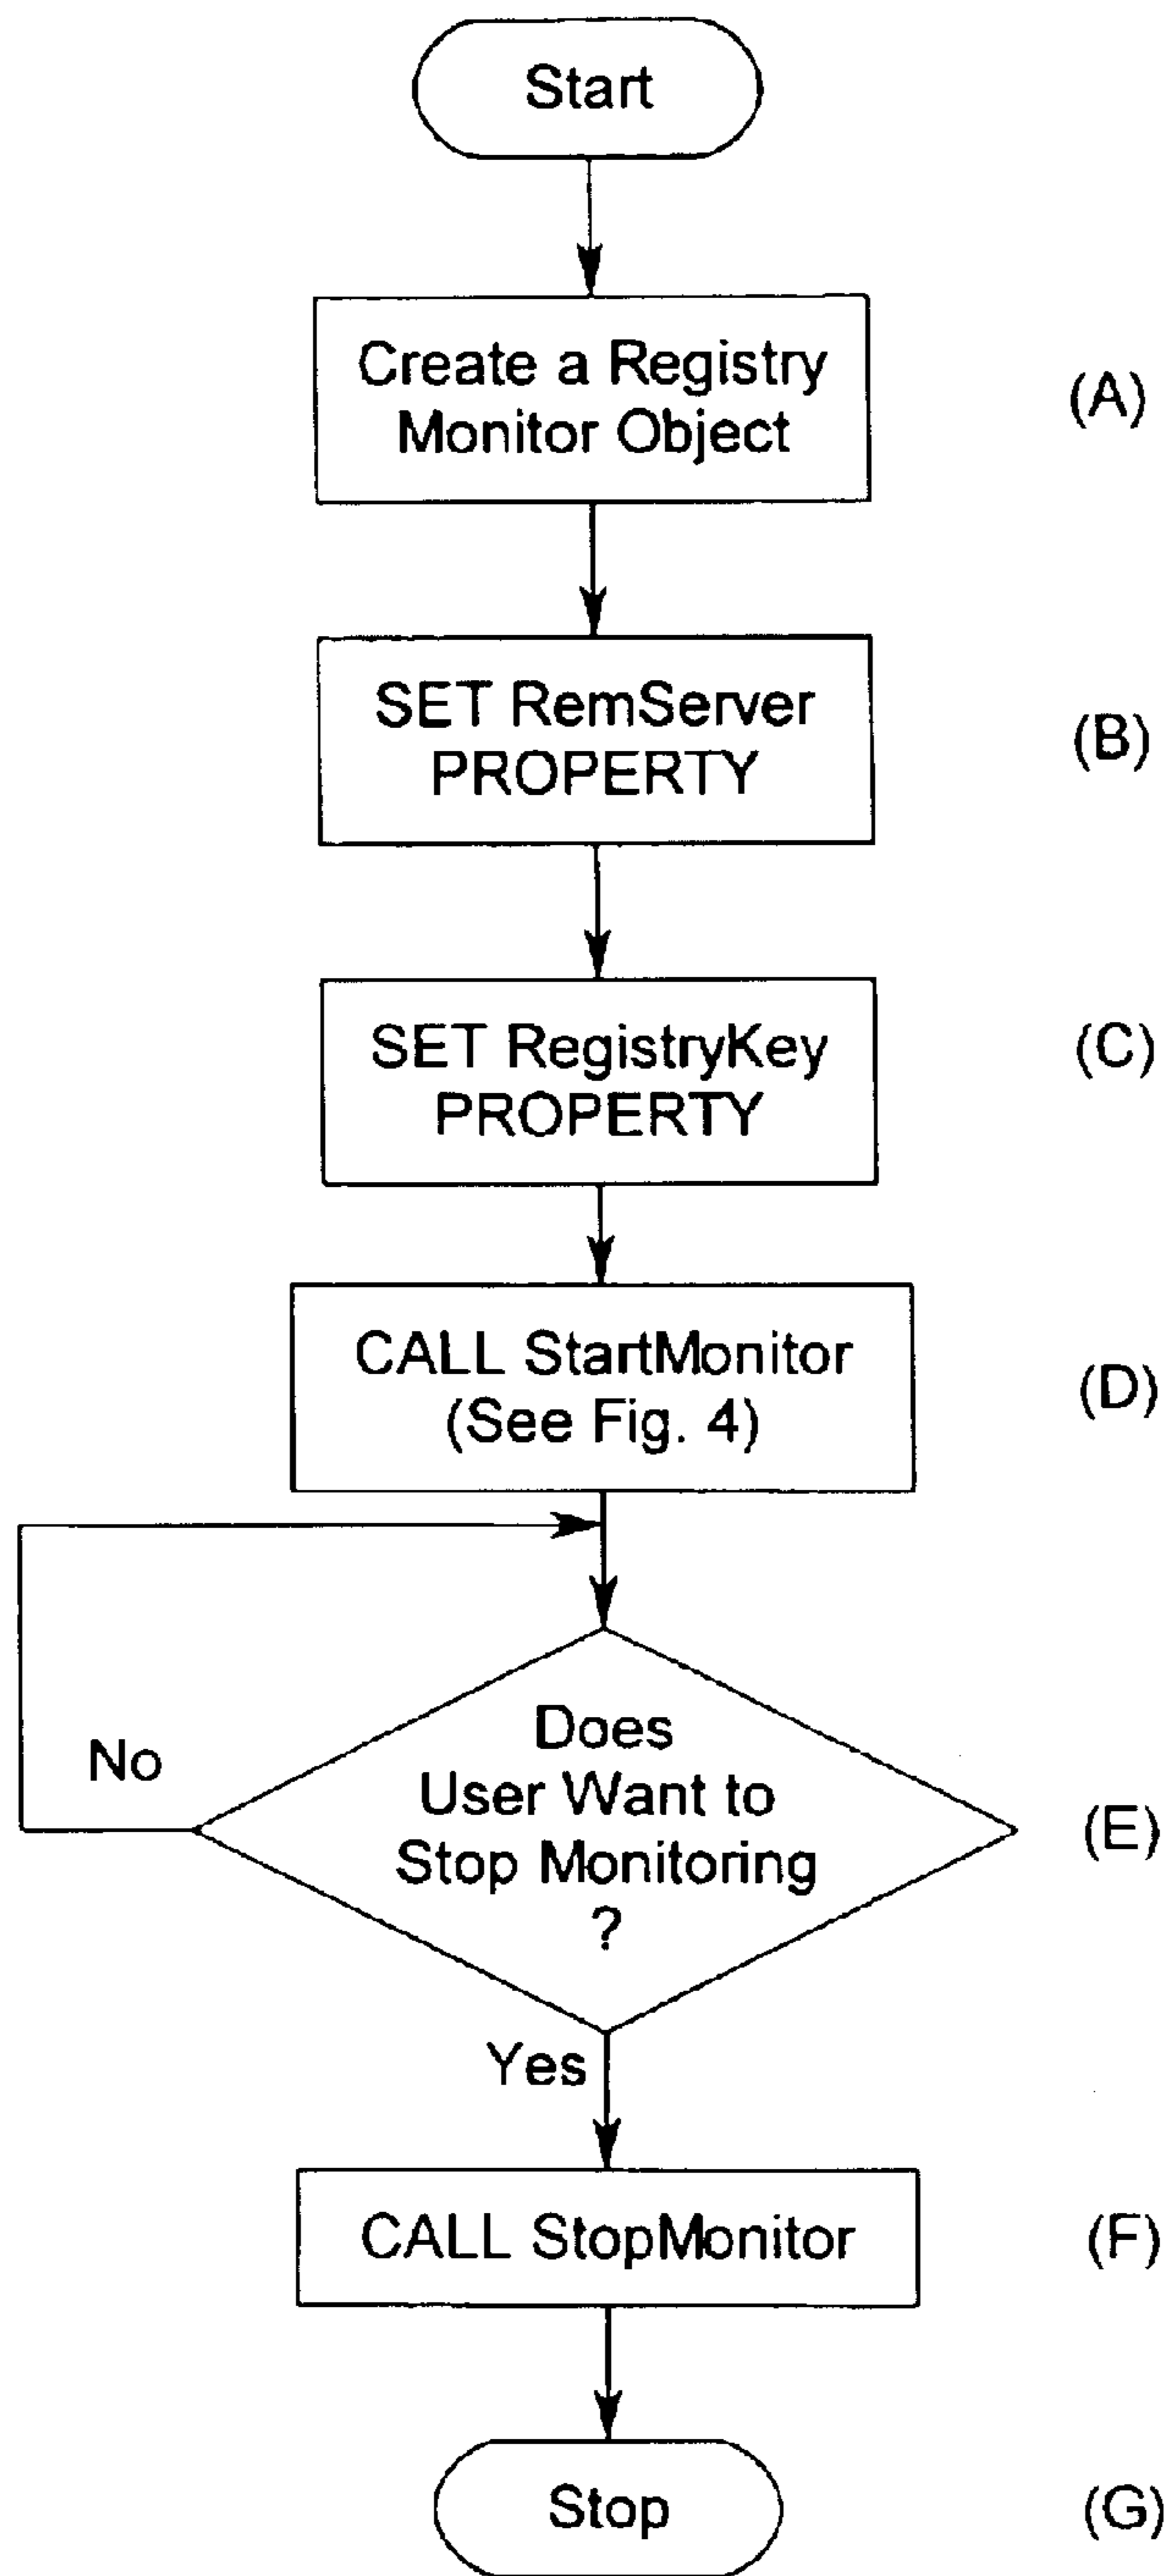 Start
Create a Registry
Monitor Object
(A)
SET RemServer
PROPERTY
(B)
SET RegistryKey
PROPERTY
(C)
CALL StartMonitor
(See Fig. 4)
(D)
Does
User Want to
Stop Monitoring
?
(E)
No
Yes
CALL StopMonitor
(F)
Stop
(G)